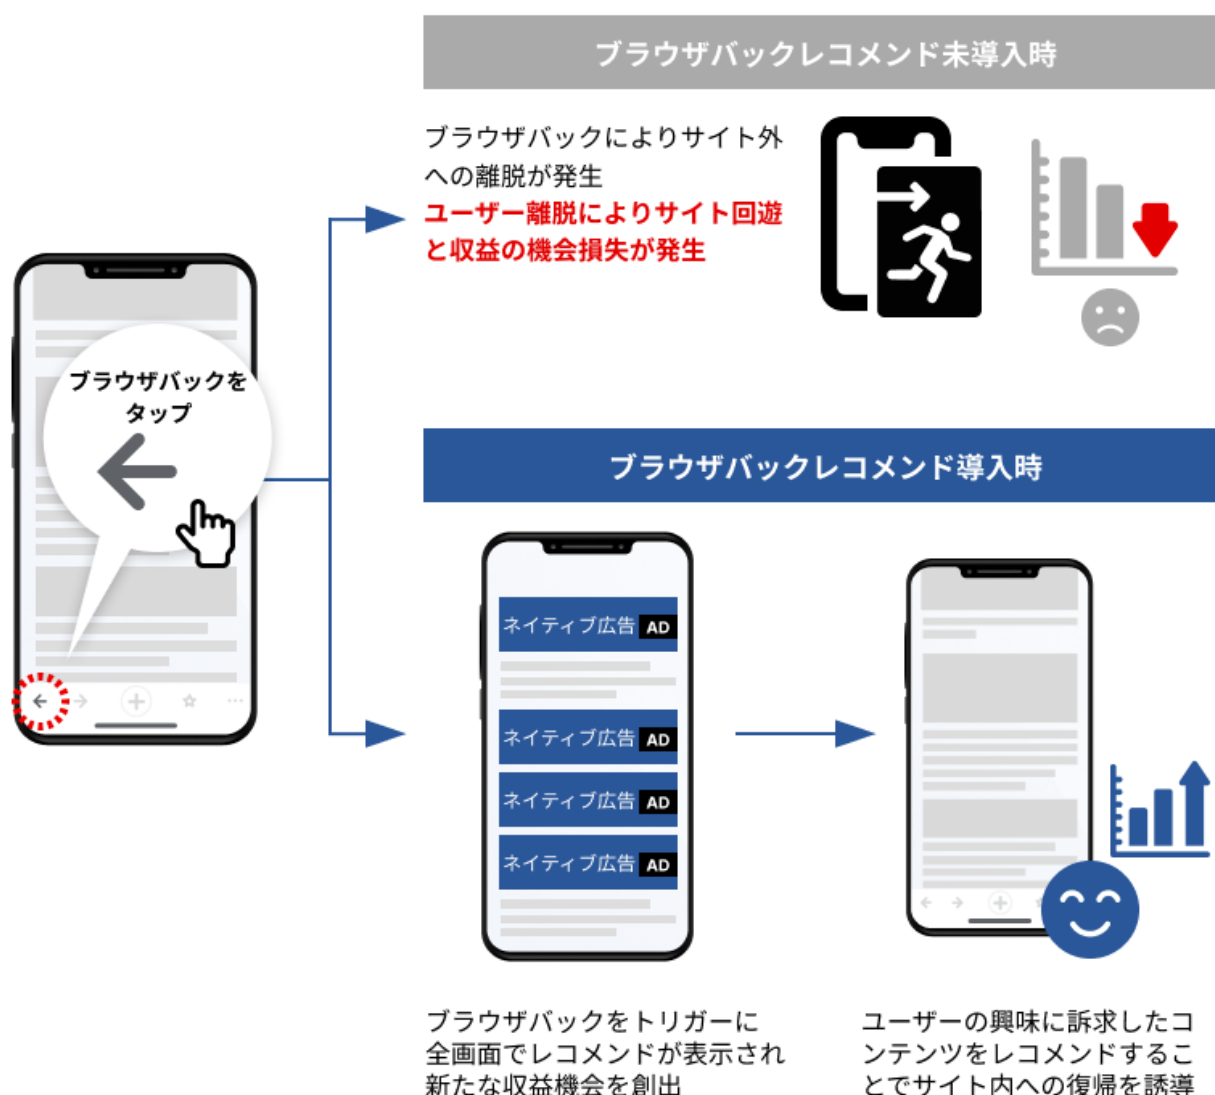 ブラウザバックレコメンド未導入時
ブラウザバックによりサイト外
への離脱が発生
ユーザー離脱によりサイト回遊
と収益の機会損失が発生
ブラウザバックを
タップ
ブラウザバックレコメンド導入時
ネイティブ広告 AD
ネイティブ広告 AD
ネイティブ広告 AD
ネイティブ広告 AD
ブラウザバックをトリガーに
全画面でレコメンドが表示され
新たな収益機会を創出
ユーザーの興味に訴求したコ
ンテンツをレコメンドするこ
とでサイト内への復帰を誘導